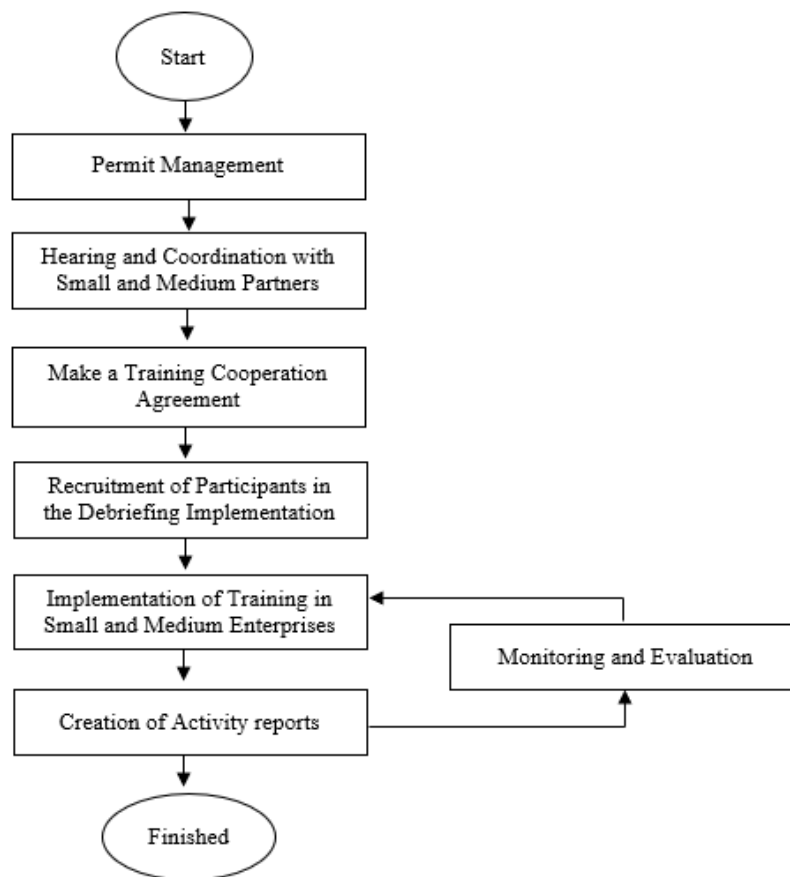 Start
Permit Management
Hearing and Coordination with
Small and Medium Partners
Make a Training Cooperation
Agreement
Recruitment of Participants in
the Debriefing Implementation
Implementation of Training in
Small and Medium Enterprises
Monitoring and Evaluation
Creation of Activity reports
Finished